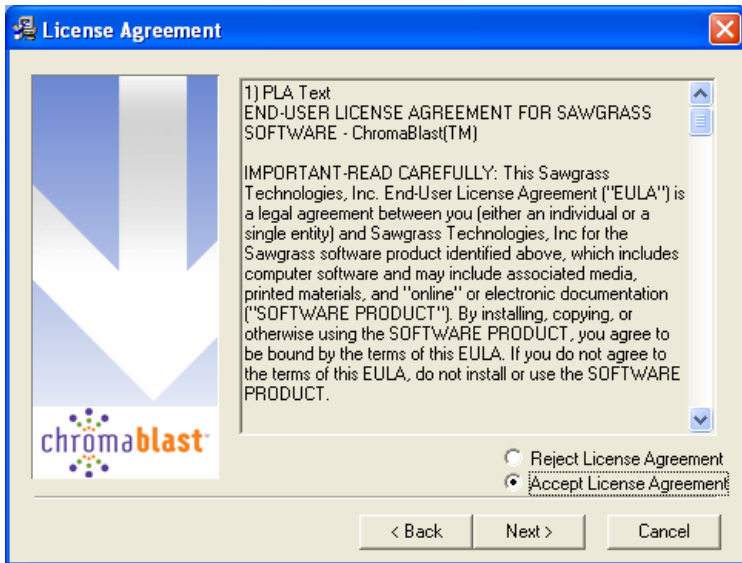 License Agreement
1) PLA Text
END-USER LICENSE AGREEMENT FOR SAWGRASS
SOFTWARE - ChromaBlast(TM)
IMPORTANT-READ CAREFULLY: This Sawgrass
Technologies, Inc. End-User License Agreement ("EULA") is
a legal agreement between you (either an individual or a
single entity) and Sawgrass Technologies, Inc for the
Sawgrass software product identified above, which includes
computer software and may include associated media,
printed materials, and "online" or electronic documentation
("SOFTWARE PRODUCT"). By installing, copying, or
otherwise using the SOFTWARE PRODUCT, you agree to
be bound by the terms of this EULA. If you do not agree to
the terms of this EULA, do not install or use the SOFTWARE
PRODUCT.
chromablast
Reject License Agreement
Accept License Agreement
< Back
Next >
Cancel